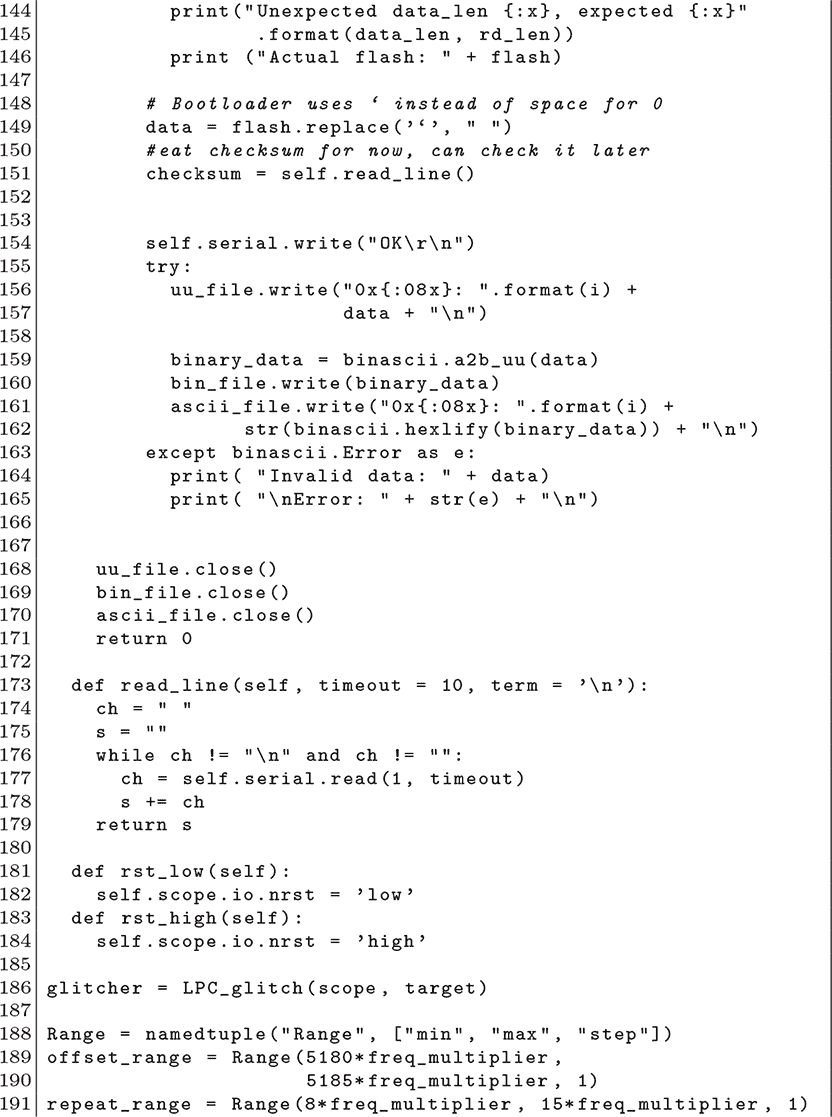 144 print("Unexpected data_len {:x}, expected {:x}"
145 .format(data_len, rd_len))
146 print ("Actual flash: " + flash)
147
148 # Bootloader uses ‘ instead of space for 0
149 data = flash.replace(’‘’, " ")
150 #eat checksum for now, can check it later
151 checksum = self.read_line()
152
153
154 self.serial.write("OK\r\n")
155 try:
156 uu_file.write("0x{:08x}: ".format(i) +
157 data + "\n")
158
159 binary_data = binascii.a2b_uu(data)
160 bin_file.write(binary_data)
161 ascii_file.write("0x{:08x}: ".format(i) +
162 str(binascii.hexlify(binary_data)) + "\n")
163 except binascii.Error as e:
164 print( "Invalid data: " + data)
165 print( "\nError: " + str(e) + "\n")
166
167
168 uu_file.close()
169 bin_file.close()
170 ascii_file.close()
171 return 0
172
173 def read_line(self, timeout = 10, term = ’\n’):
174 ch = " "
175 s = ""
176 while ch != "\n" and ch != "":
177 ch = self.serial.read(1, timeout)
178 s += ch
179 return s
180
181 def rst_low(self):
182 self.scope.io.nrst = ’low’
183 def rst_high(self):
184 self.scope.io.nrst = ’high’
185
186 glitcher = LPC_glitch(scope, target)
187
188 Range = namedtuple("Range", ["min", "max", "step"])
189 offset_range = Range(5180*freq_multiplier,
190 5185*freq_multiplier, 1)
191 repeat_range = Range(8*freq_multiplier, 15*freq_multiplier, 1)